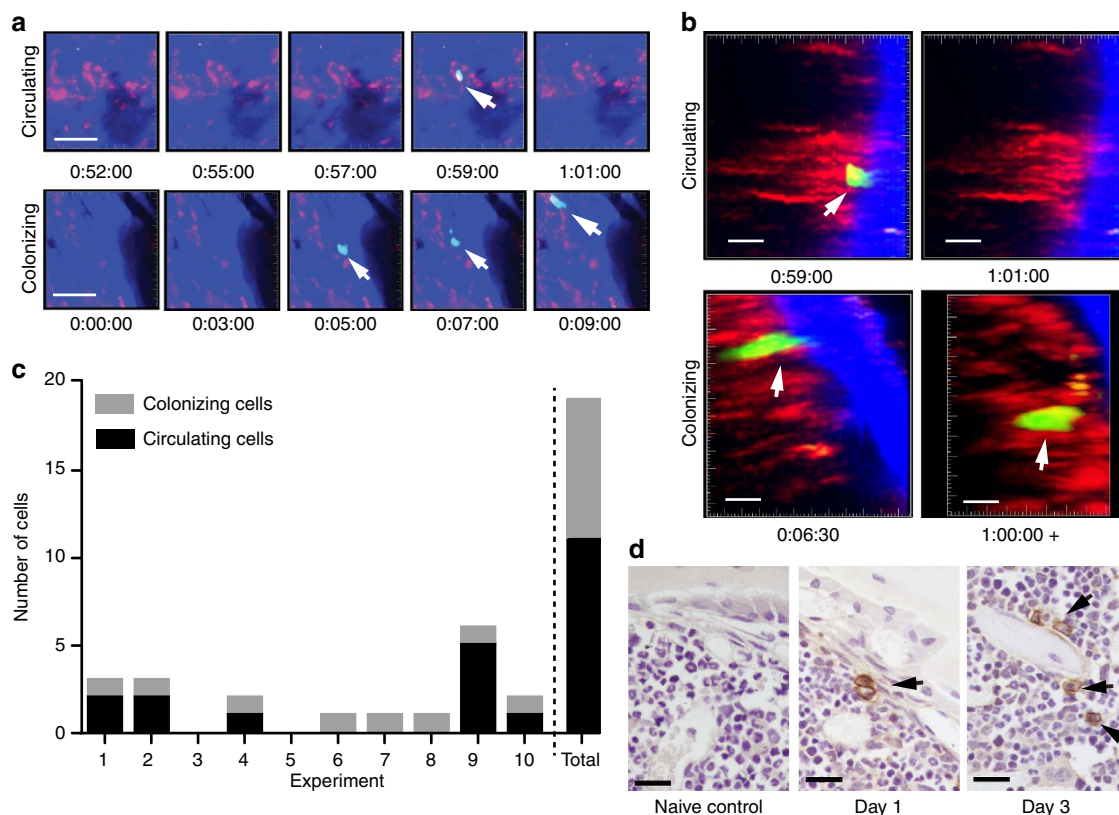 a
Circulating
0:52:00 0:55:00 0:57:00 0:59:00 1:01:00
Colonizing
0:00:00 0:03:00 0:05:00 0:07:00 0:09:00
b
Circulating
0:59:00 1:01:00
Colonizing
0:06:30 1:00:00 +
c
Number of cells
20
15
10
5
0
Colonizing cells
Circulating cells
1 2 3 4 5 6 7 8 9 10 Total
Experiment
d
Naive control Day 1 Day 3